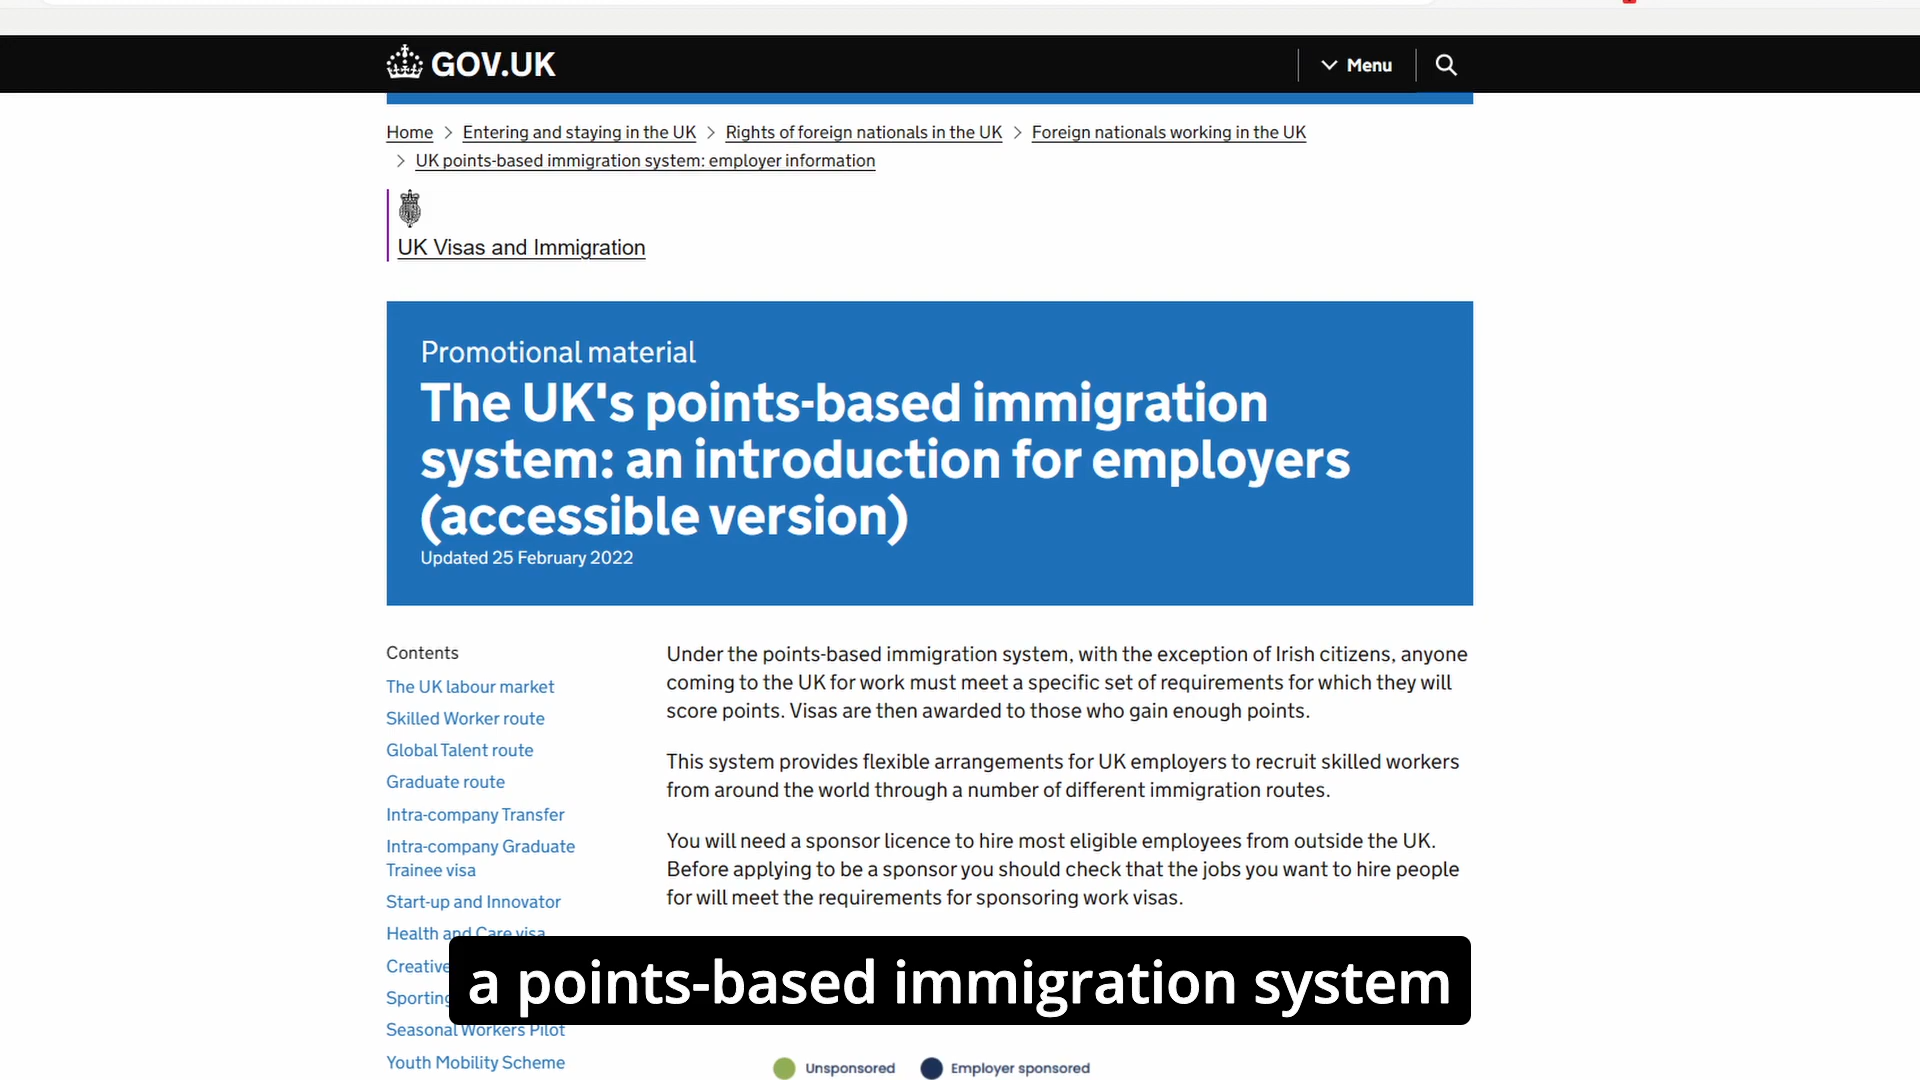 GOV.UK
Menu
Home > Entering and staying in the UK > Rights of foreign nationals in the UK > Foreign nationals working in the UK
> UK points-based immigration system: employer information
UK Visas and Immigration
Promotional material
The UK's points-based immigration
system: an introduction for employers
(accessible version)
Updated 25 February 2022
Contents
The UK labour market
Skilled Worker route
Global Talent route
Graduate route
Intra-company Transfer
Intra-company Graduate
Trainee visa
Start-up and Innovator
Health and Care visa
Creative
Sporting
Seasonal Workers Pilot
Youth Mobility Scheme
Under the points-based immigration system, with the exception of Irish citizens, anyone
coming to the UK for work must meet a specific set of requirements for which they will
score points. Visas are then awarded to those who gain enough points.
This system provides flexible arrangements for UK employers to recruit skilled workers
from around the world through a number of different immigration routes.
You will need a sponsor licence to hire most eligible employees from outside the UK.
Before applying to be a sponsor you should check that the jobs you want to hire people
for will meet the requirements for sponsoring work visas.
a points-based immigration system
Unsponsored
Employer sponsored